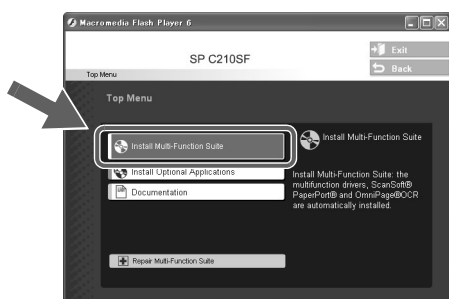 Macromedia Flash Player 6
SP C210SF
Exit
Back
Top Menu
Top Menu
Install Multi-Function Suite
Install Multi-Function Suite
Install Optional Applications
Documentation
Install Multi-Function Suite: the
multifunction drivers, ScanSoft®
PaperPort® and OmniPage®OCR
are automatically installed.
Repair Multi-Function Suite